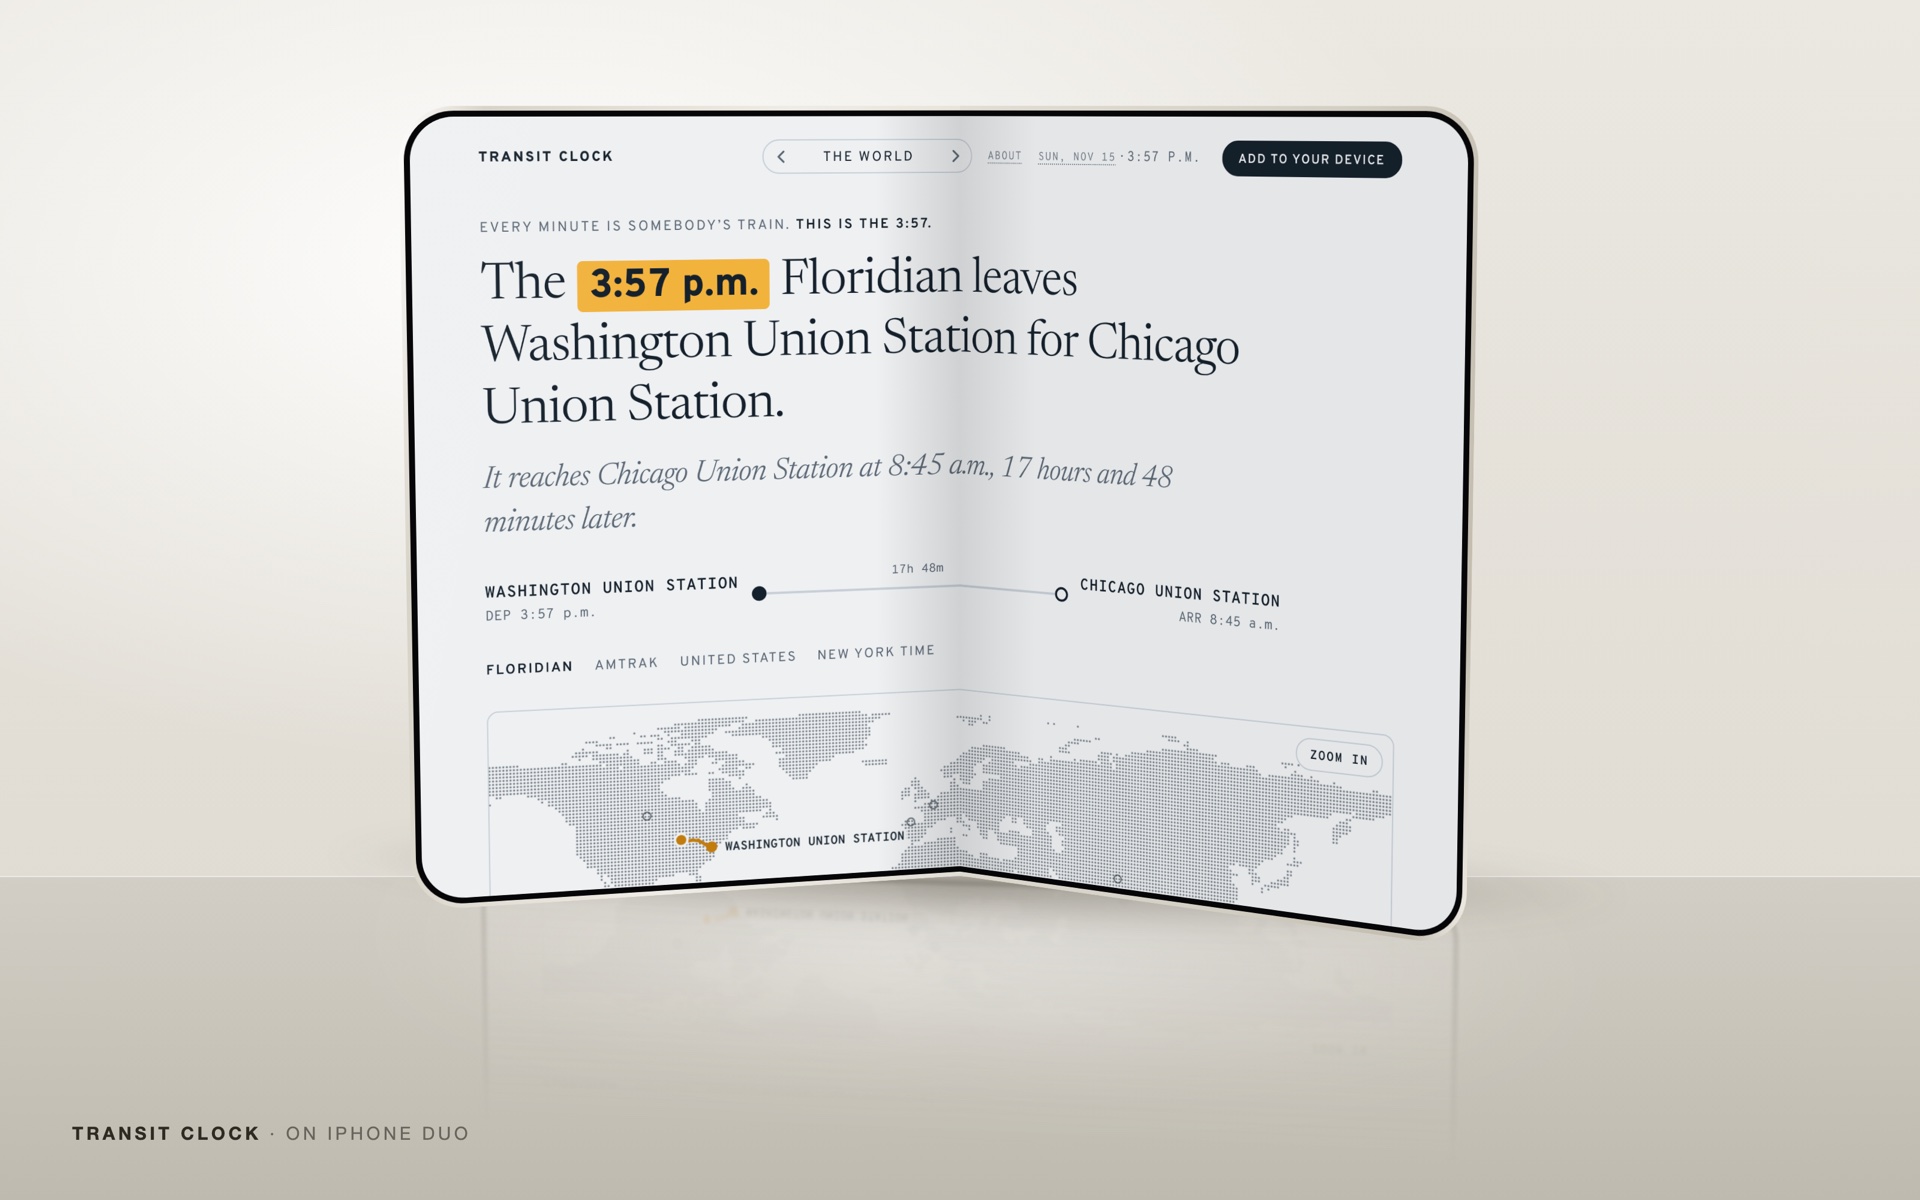 TRANSIT CLOCK
THE WORLD
ABOUT
SUN, NOV 15 · 3:57 P.M.
ADD TO YOUR DEVICE
EVERY MINUTE IS SOMEBODY’S TRAIN. THIS IS THE 3:57.
The 3:57 p.m. Floridian leaves
Washington Union Station for Chicago
Union Station.
It reaches Chicago Union Station at 8:45 a.m., 17 hours and 48
minutes later.
17h 48m
WASHINGTON UNION STATION
DEP 3:57 p.m.
CHICAGO UNION STATION
ARR 8:45 a.m.
FLORIDIAN AMTRAK UNITED STATES NEW YORK TIME
ZOOM IN
WASHINGTON UNION STATION
TRANSIT CLOCK · ON IPHONE DUO